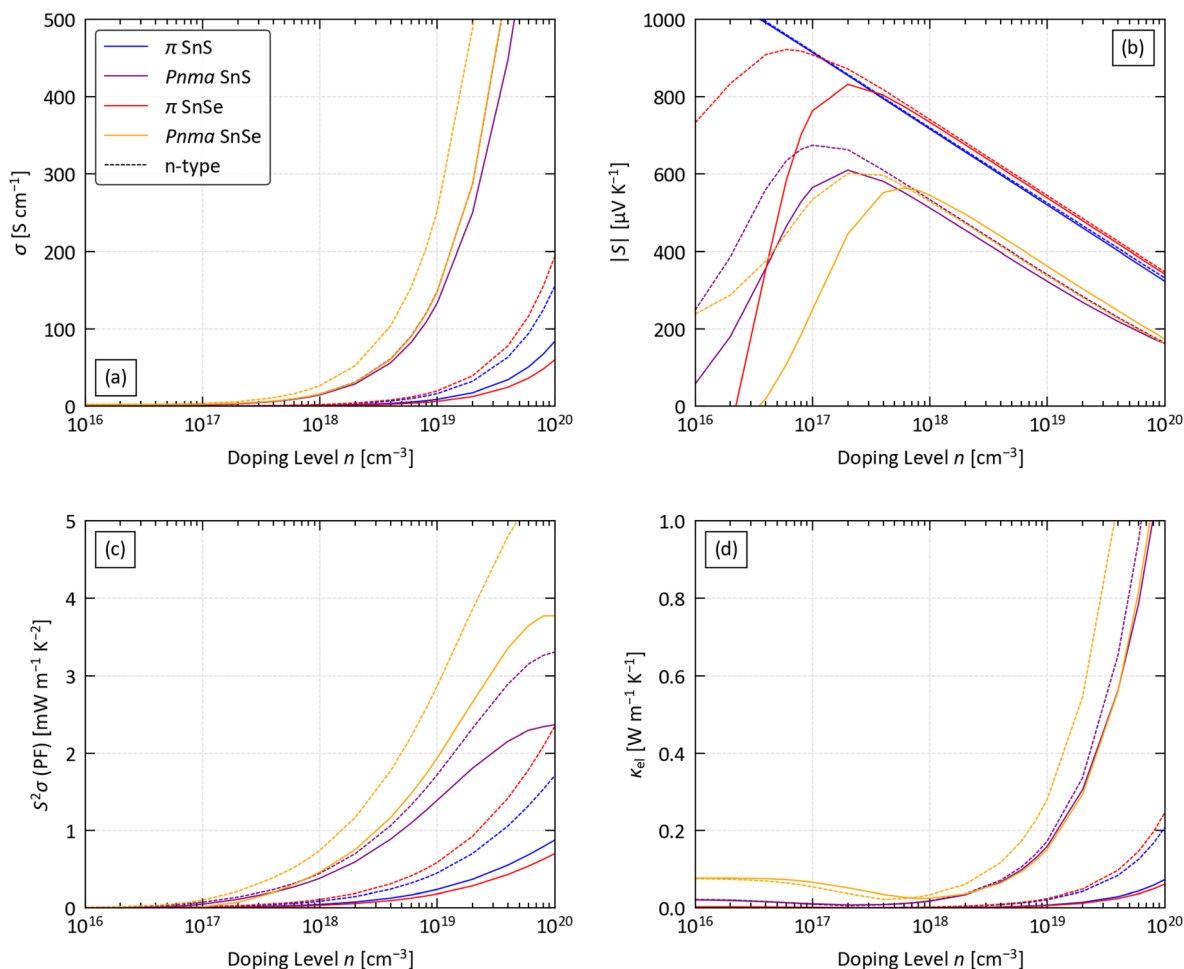 500
400
300
200
100
0
σ [S cm⁻¹]
π SnS
Pnma SnS
π SnSe
Pnma SnSe
n-type
(a)
10¹⁶ 10¹⁷ 10¹⁸ 10¹⁹ 10²⁰
Doping Level n [cm⁻³]
1000
800
600
400
200
0
|S| [μV K⁻¹]
(b)
10¹⁶ 10¹⁷ 10¹⁸ 10¹⁹ 10²⁰
Doping Level n [cm⁻³]
5
4
3
2
1
0
S²σ (PF) [mW m⁻¹ K⁻²]
(c)
10¹⁶ 10¹⁷ 10¹⁸ 10¹⁹ 10²⁰
Doping Level n [cm⁻³]
1.0
0.8
0.6
0.4
0.2
0.0
κel [W m⁻¹ K⁻¹]
(d)
10¹⁶ 10¹⁷ 10¹⁸ 10¹⁹ 10²⁰
Doping Level n [cm⁻³]